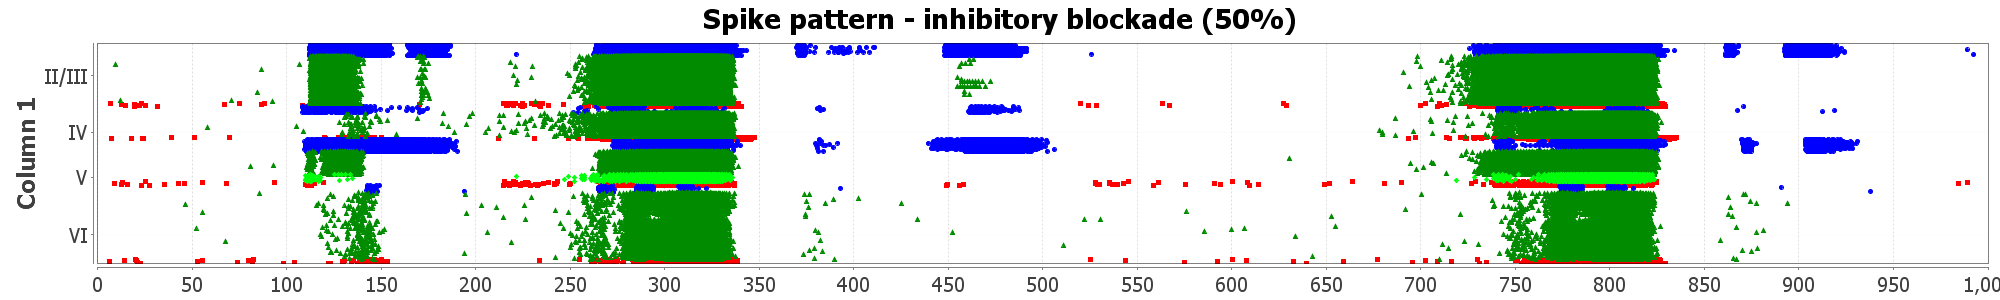 Spike pattern - inhibitory blockade (50%)
Column 1
II/III
IV
V
VI
0 50 100 150 200 250 300 350 400 450 500 550 600 650 700 750 800 850 900 950 1,00